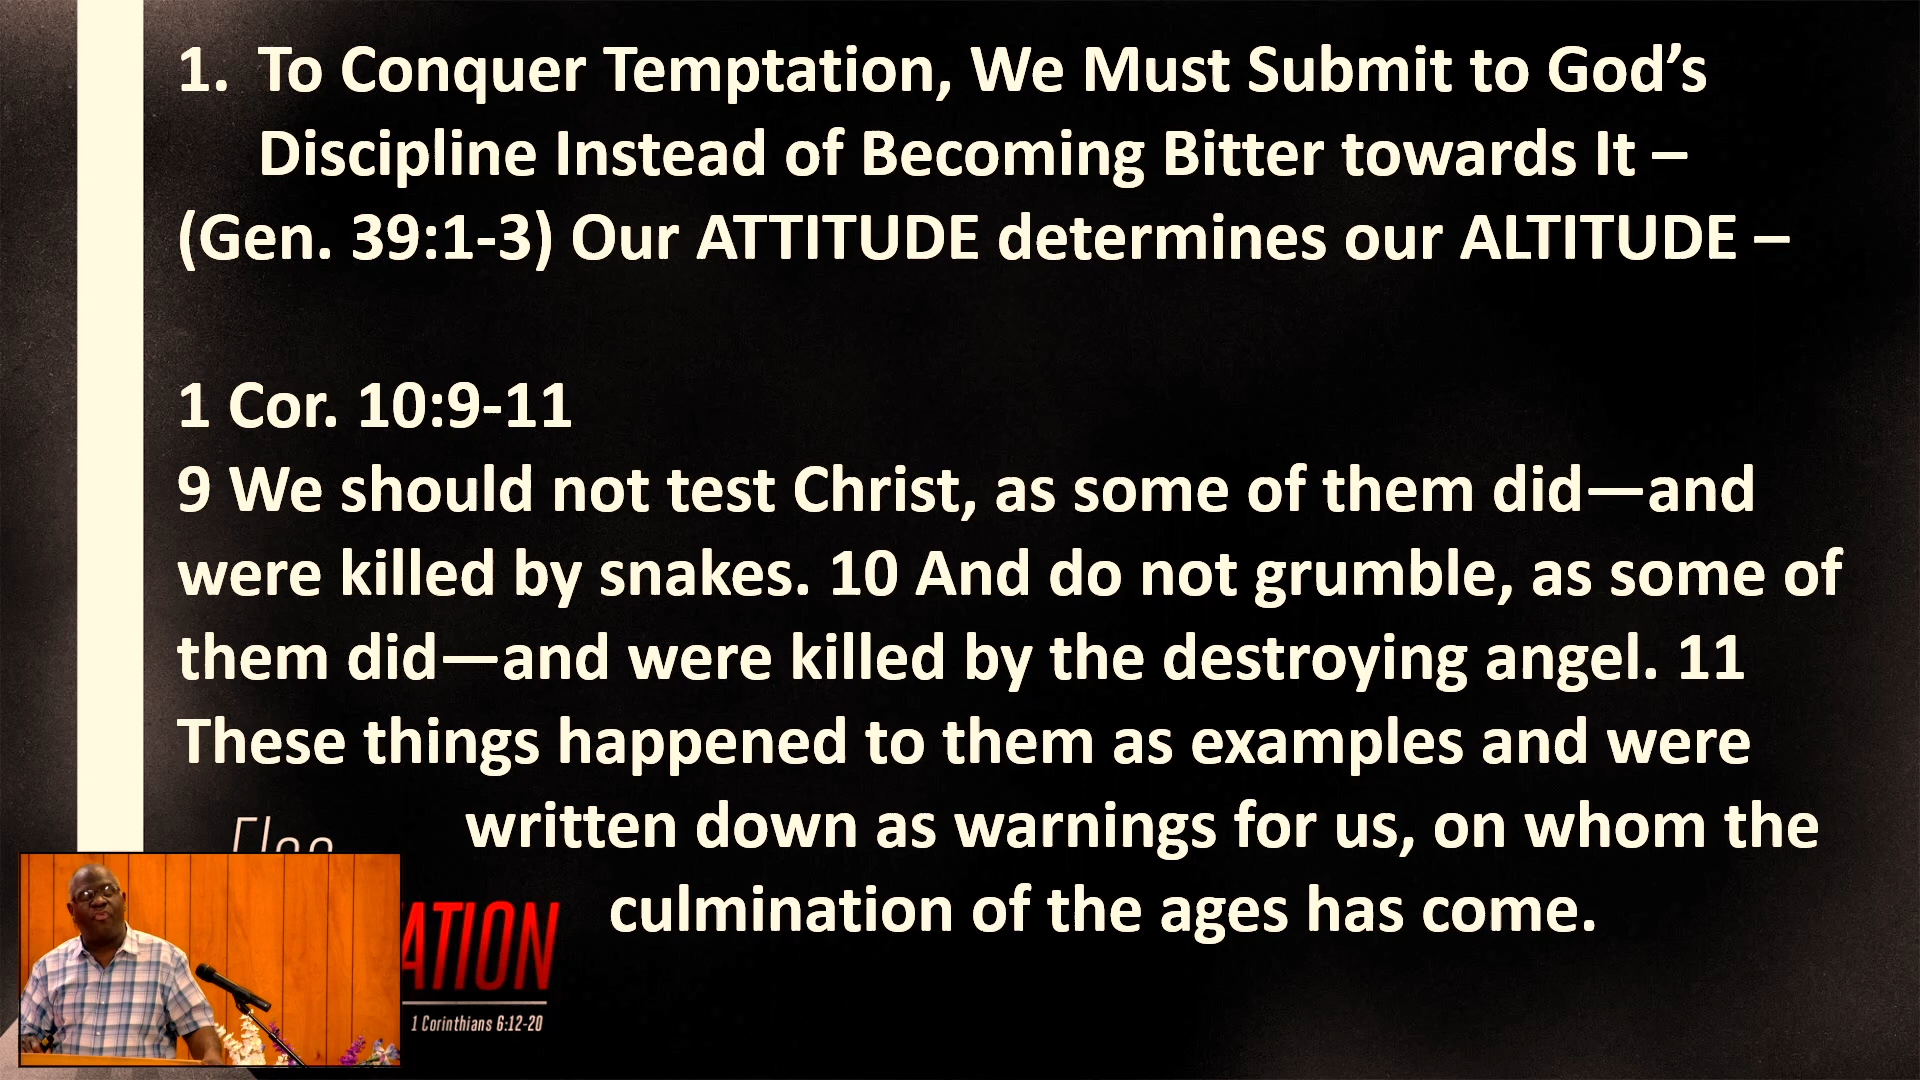 1. To Conquer Temptation, We Must Submit to God’s
Discipline Instead of Becoming Bitter towards It –
(Gen. 39:1-3) Our ATTITUDE determines our ALTITUDE –
1 Cor. 10:9-11
9 We should not test Christ, as some of them did—and
were killed by snakes. 10 And do not grumble, as some of
them did—and were killed by the destroying angel. 11
These things happened to them as examples and were
written down as warnings for us, on whom the
culmination of the ages has come.
Flee
ATION
1 Corinthians 6:12-20